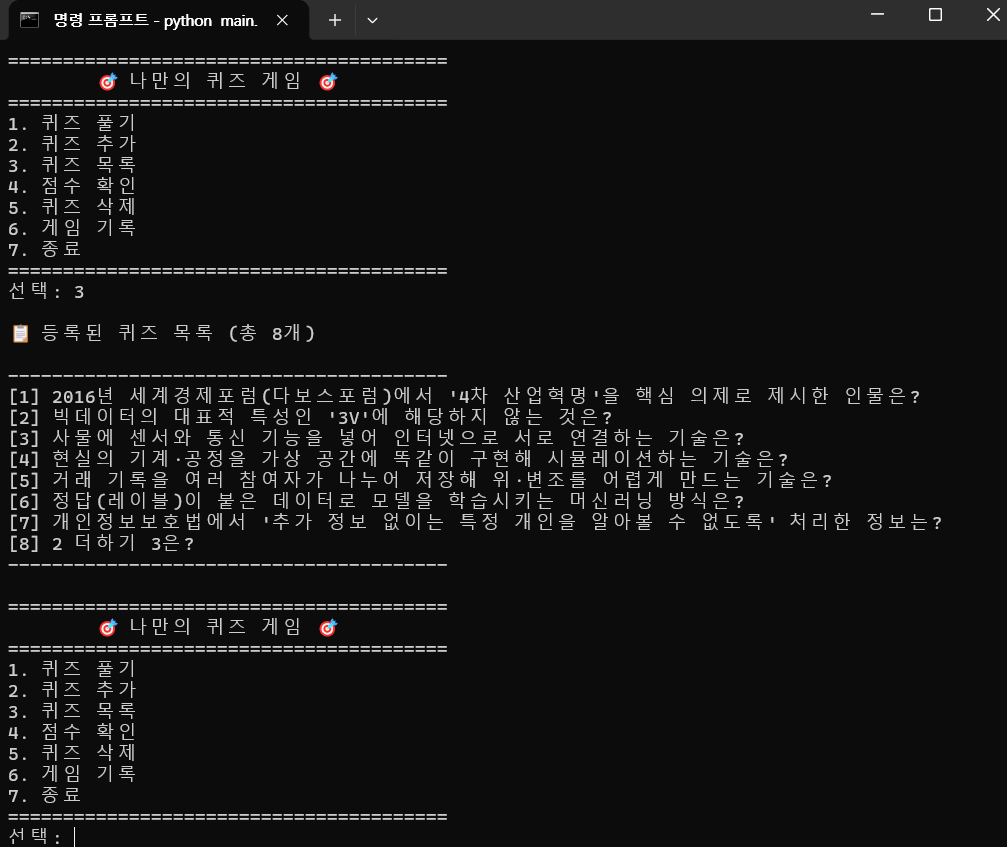 명령 프롬프트 - python  main.
========================================
🎯 나만의 퀴즈 게임 🎯
========================================
1. 퀴즈 풀기
2. 퀴즈 추가
3. 퀴즈 목록
4. 점수 확인
5. 퀴즈 삭제
6. 게임 기록
7. 종료
========================================
선택: 3
📋 등록된 퀴즈 목록 (총 8개)
----------------------------------------
[1] 2016년 세계경제포럼(다보스포럼)에서 '4차 산업혁명'을 핵심 의제로 제시한 인물은?
[2] 빅데이터의 대표적 특성인 '3V'에 해당하지 않는 것은?
[3] 사물에 센서와 통신 기능을 넣어 인터넷으로 서로 연결하는 기술은?
[4] 현실의 기계·공정을 가상 공간에 똑같이 구현해 시뮬레이션하는 기술은?
[5] 거래 기록을 여러 참여자가 나누어 저장해 위·변조를 어렵게 만드는 기술은?
[6] 정답(레이블)이 붙은 데이터로 모델을 학습시키는 머신러닝 방식은?
[7] 개인정보보호법에서 '추가 정보 없이는 특정 개인을 알아볼 수 없도록' 처리한 정보는?
[8] 2 더하기 3은?
----------------------------------------
========================================
🎯 나만의 퀴즈 게임 🎯
========================================
1. 퀴즈 풀기
2. 퀴즈 추가
3. 퀴즈 목록
4. 점수 확인
5. 퀴즈 삭제
6. 게임 기록
7. 종료
========================================
선택: